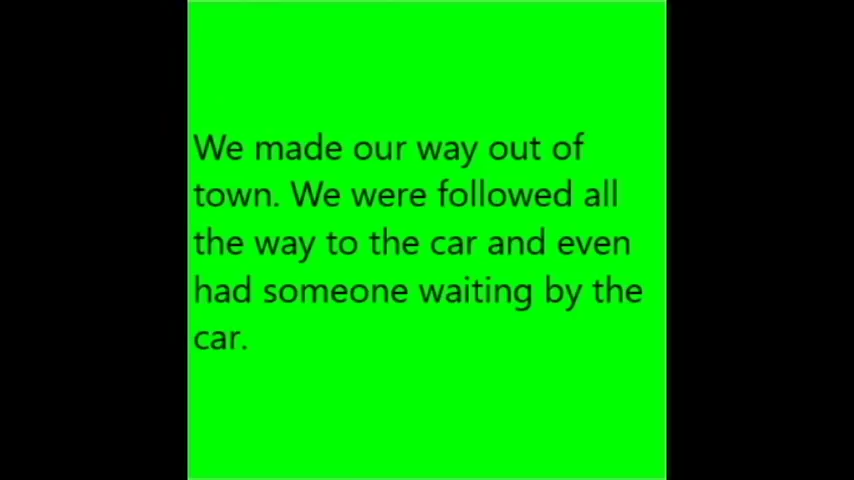 We made our way out of
town. We were followed all
the way to the car and even
had someone waiting by the
car.